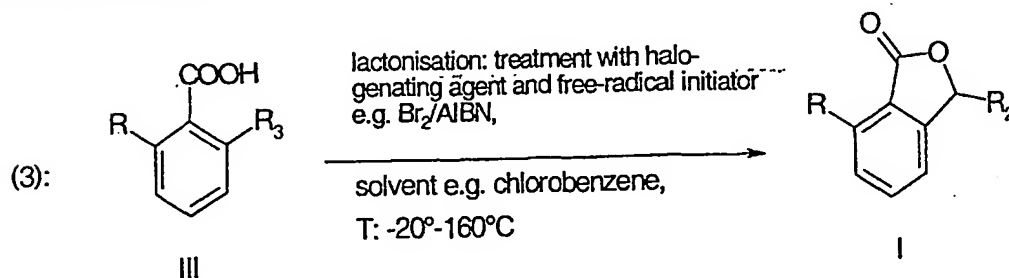 (3):
COOH
R
R₃
III
lactonisation: treatment with halo-
genating agent and free-radical initiator
e.g. Br₂/AIBN,
solvent e.g. chlorobenzene,
T: -20°-160°C
O
O
R
R₂
I